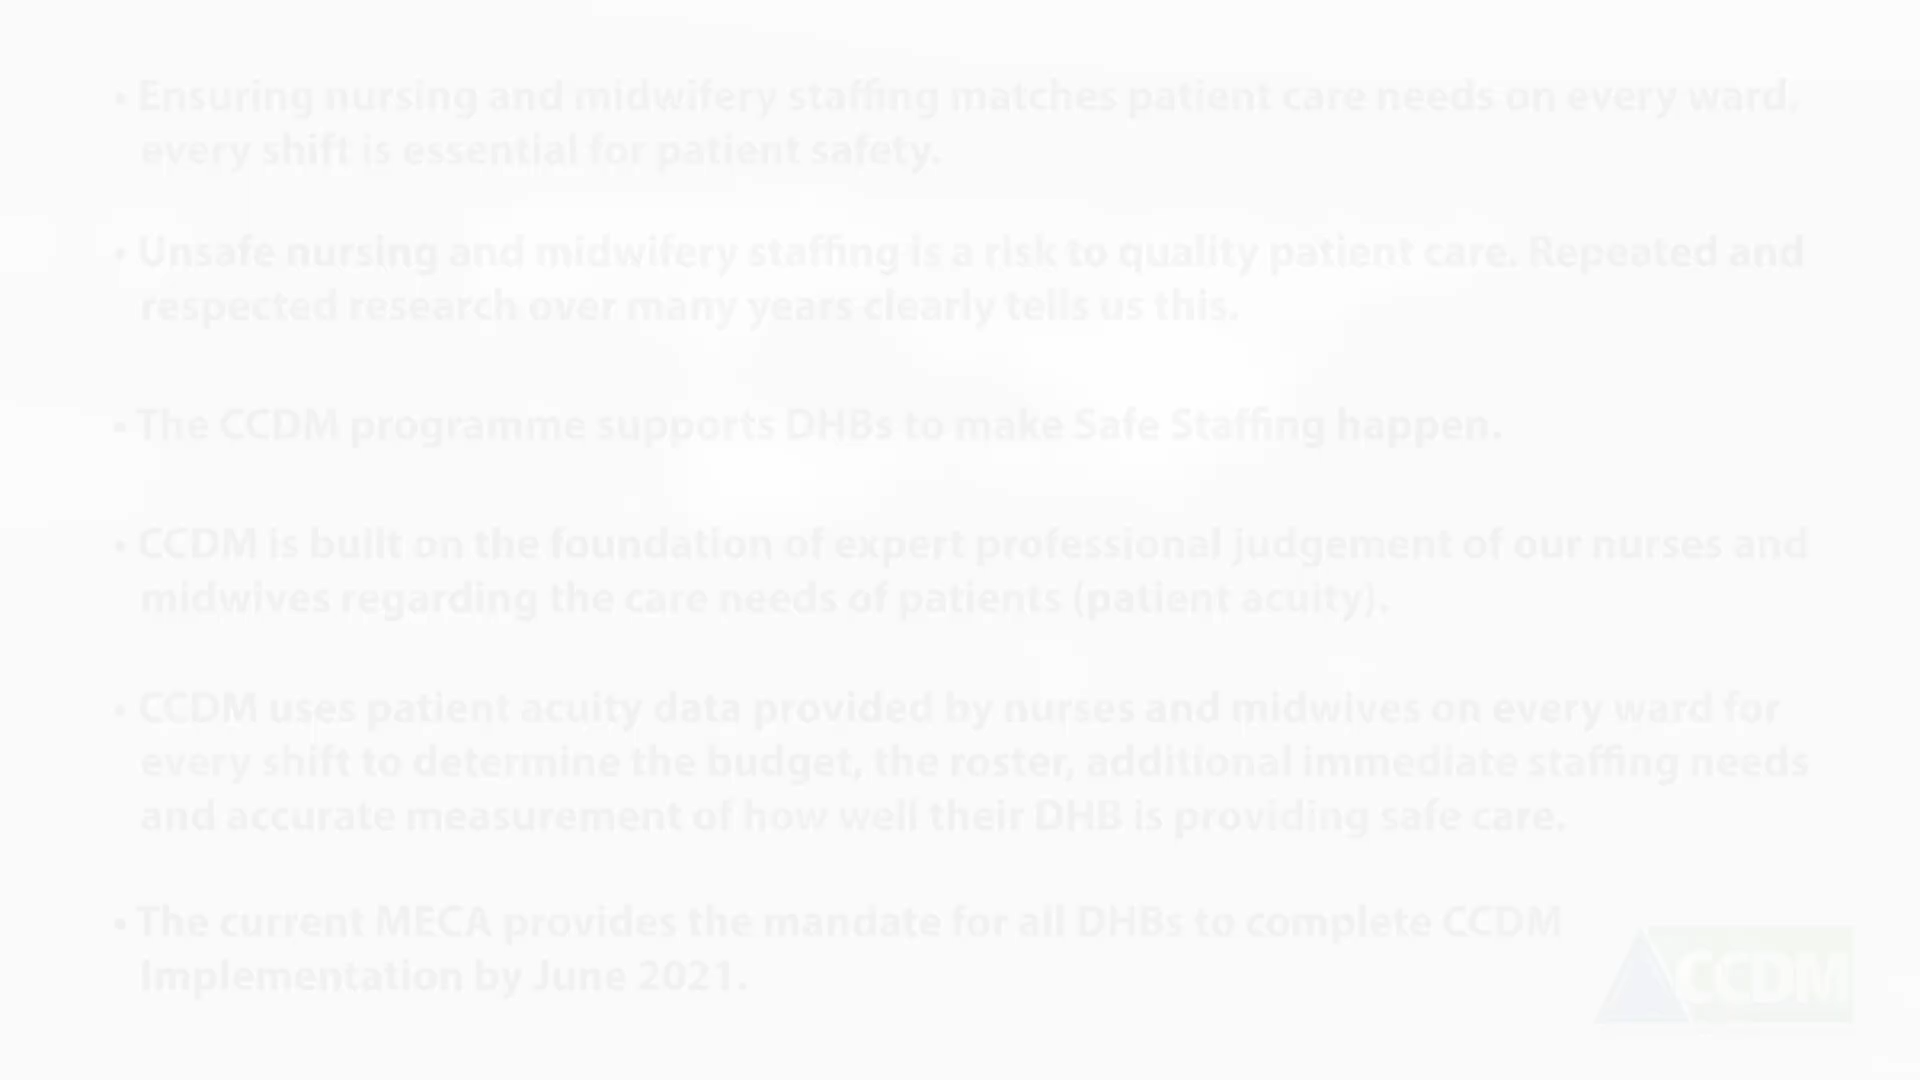 • Ensuring nursing and midwifery staffing matches patient care needs on every ward,
every shift is essential for patient safety.
• Unsafe nursing and midwifery staffing is a risk to quality patient care. Repeated and
respected research over many years clearly tells us this.
• The CCDM programme supports DHBs to make Safe Staffing happen.
• CCDM is built on the foundation of expert professional judgement of our nurses and
midwives regarding the care needs of patients (patient acuity).
• CCDM uses patient acuity data provided by nurses and midwives on every ward for
every shift to determine the budget, the roster, additional immediate staffing needs
and accurate measurement of how well their DHB is providing safe care.
• The current MECA provides the mandate for all DHBs to complete CCDM
Implementation by June 2021.
CCDM